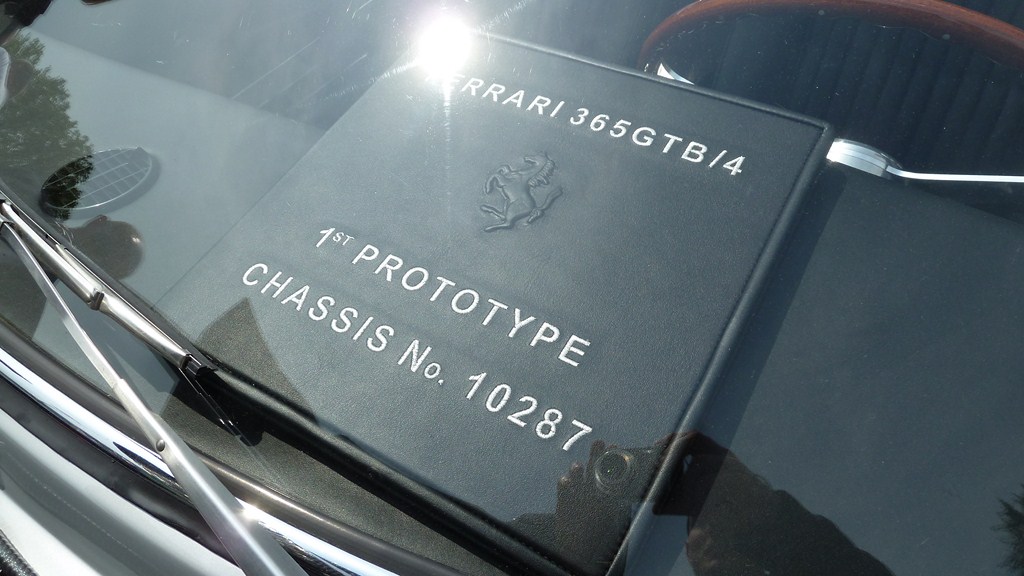 FERRARI 365GTB/4
1ST PROTOTYPE
CHASSIS No. 10287